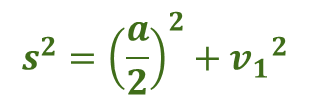 s² = (a/2)² + v₁²